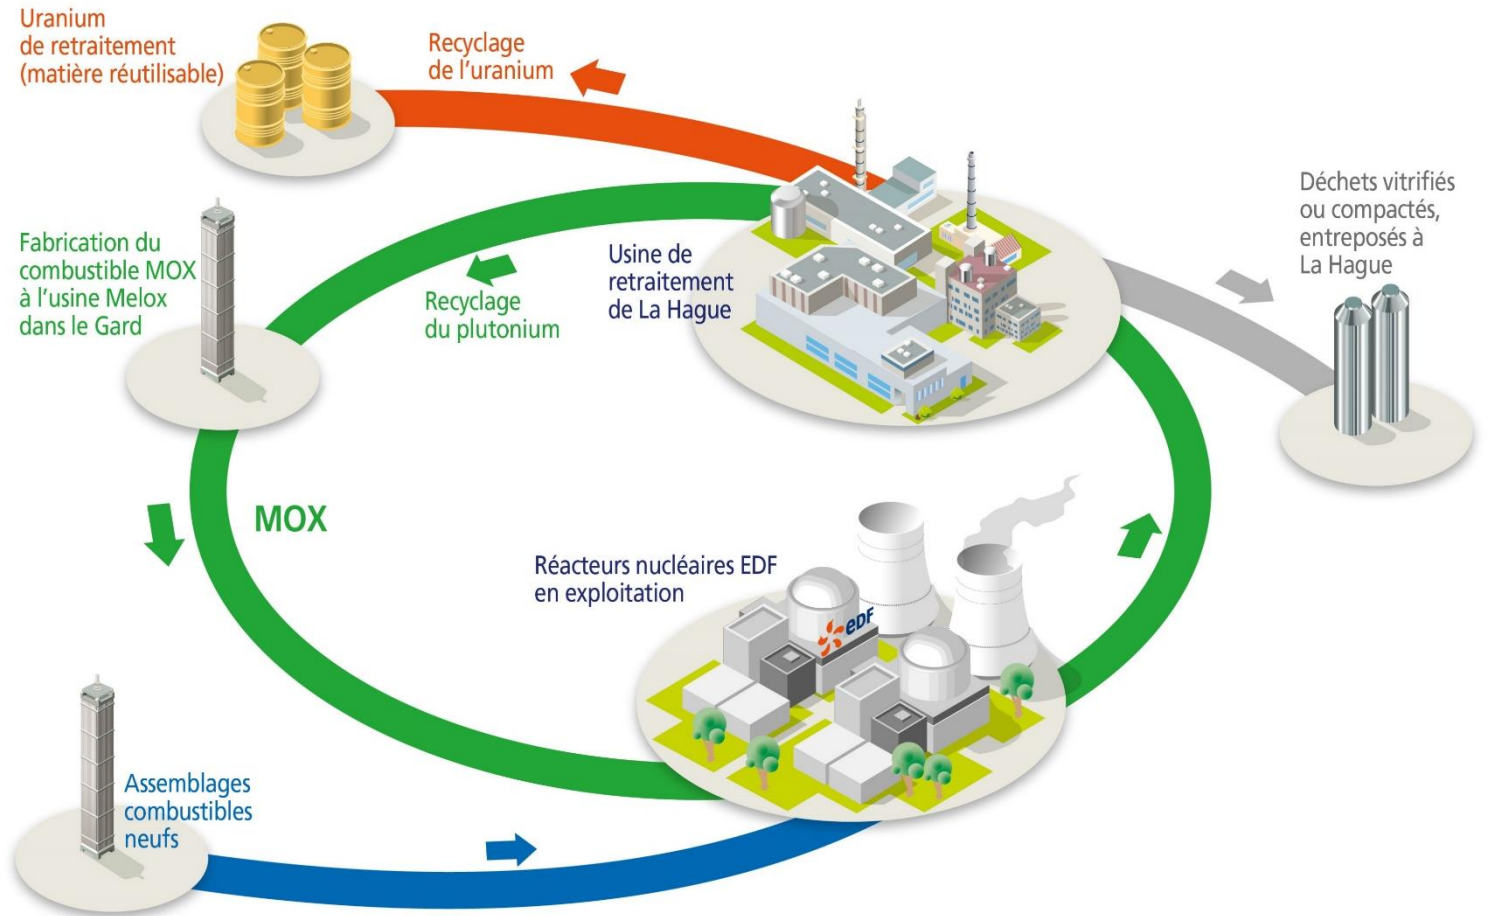 Uranium
de retraitement
(matière réutilisable)
Recyclage
de l’uranium
Déchets vitrifiés
ou compactés,
entreposés à
La Hague
Fabrication du
combustible MOX
à l’usine Melox
dans le Gard
Usine de
retraitement
de La Hague
Recyclage
du plutonium
MOX
Réacteurs nucléaires EDF
en exploitation
eDF
Assemblages
combustibles
neufs